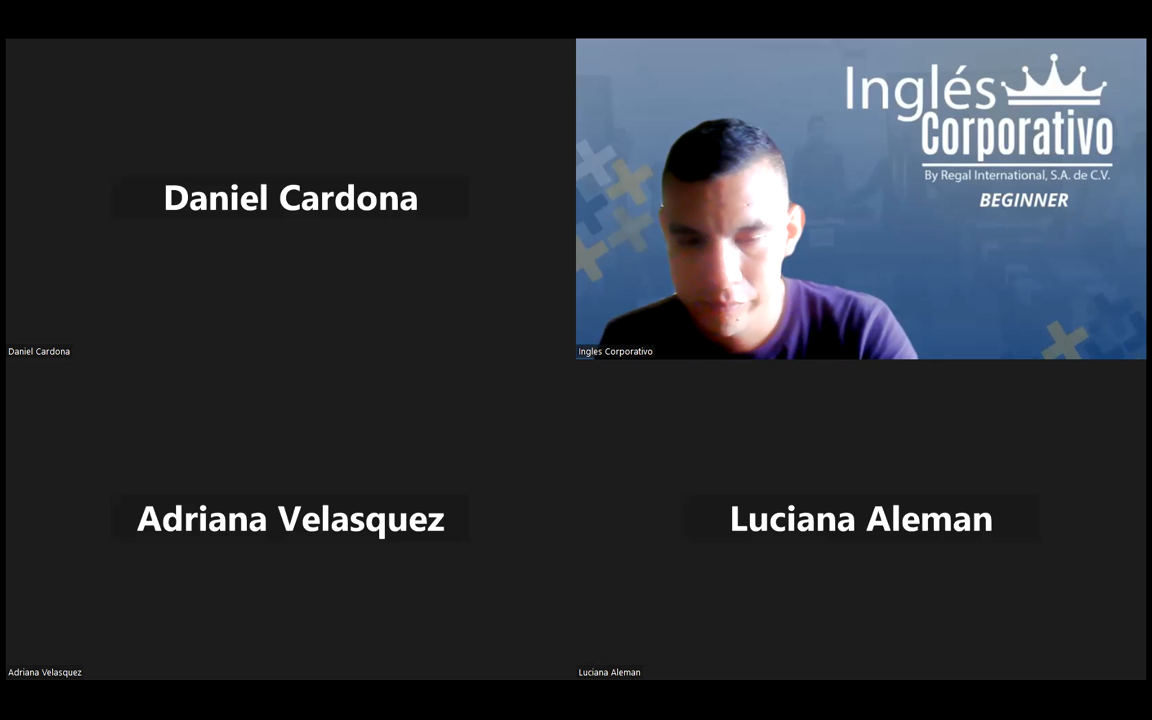 Daniel Cardona
Daniel Cardona
Inglés
Corporativo
By Regal International, S.A. de C.V.
BEGINNER
Ingles Corporativo
Adriana Velasquez
Adriana Velasquez
Luciana Aleman
Luciana Aleman